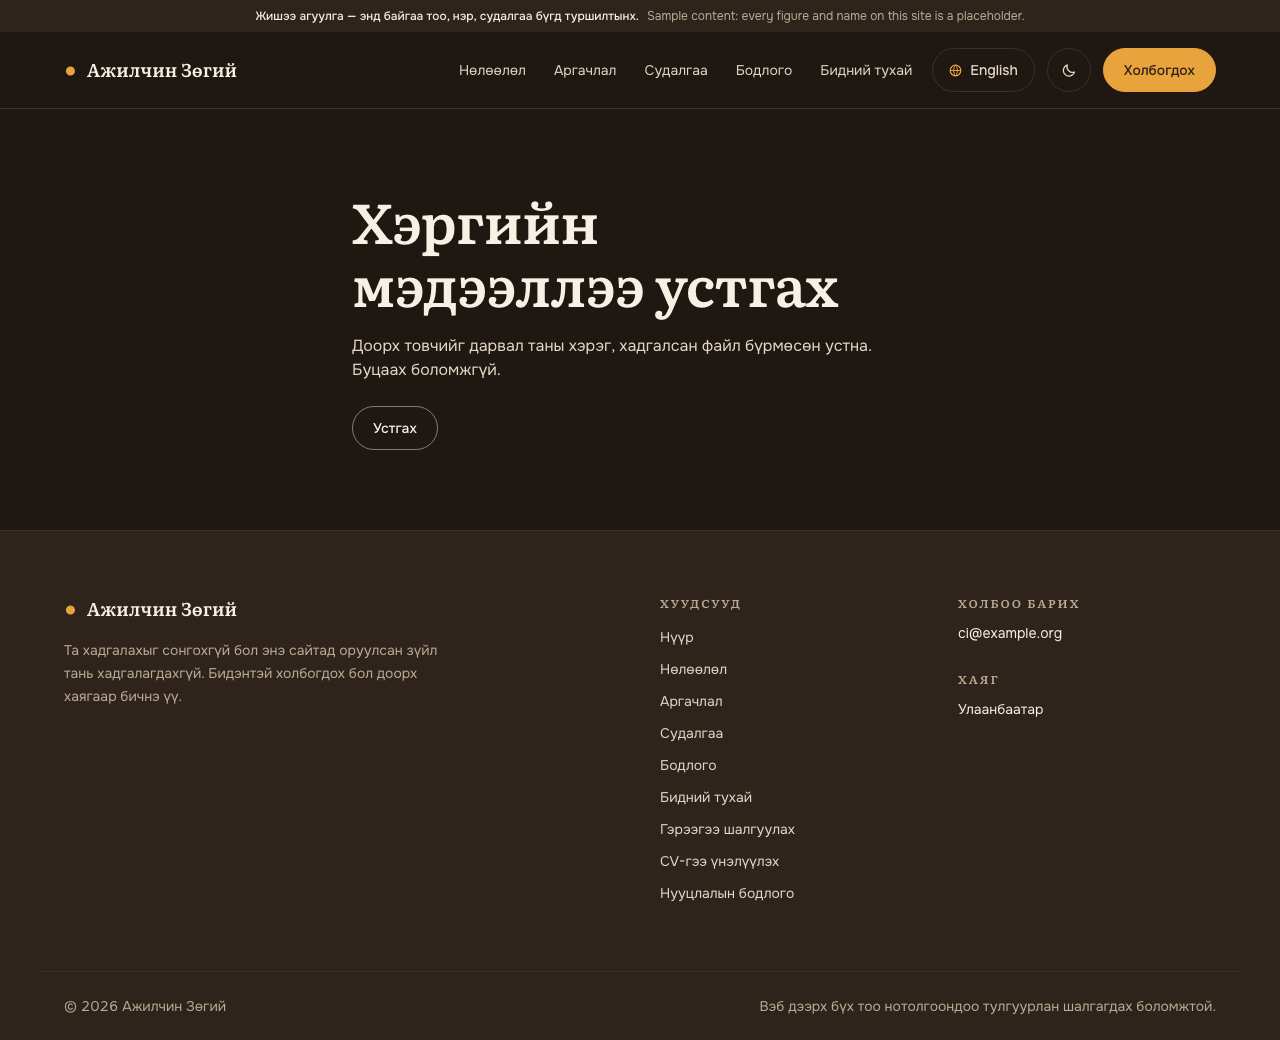 Жишээ агуулга — энд байгаа тоо, нэр, судалгаа бүгд туршилтынх. Sample content: every figure and name on this site is a placeholder.
Ажилчин Зөгий
Нөлөөлөл
Аргачлал
Судалгаа
Бодлого
Бидний тухай
English
Холбогдох
Хэргийн
мэдээллээ устгах
Доорх товчийг дарвал таны хэрэг, хадгалсан файл бүрмөсөн устна.
Буцаах боломжгүй.
Устгах
Ажилчин Зөгий
Та хадгалахыг сонгохгүй бол энэ сайтад оруулсан зүйл
тань хадгалагдахгүй. Бидэнтэй холбогдох бол доорх
хаягаар бичнэ үү.
ХУУДСУУД
Нүүр
Нөлөөлөл
Аргачлал
Судалгаа
Бодлого
Бидний тухай
Гэрээгээ шалгуулах
CV-гээ үнэлүүлэх
Нууцлалын бодлого
ХОЛБОО БАРИХ
ci@example.org
ХАЯГ
Улаанбаатар
© 2026 Ажилчин Зөгий
Вэб дээрх бүх тоо нотолгоондоо тулгуурлан шалгагдах боломжтой.